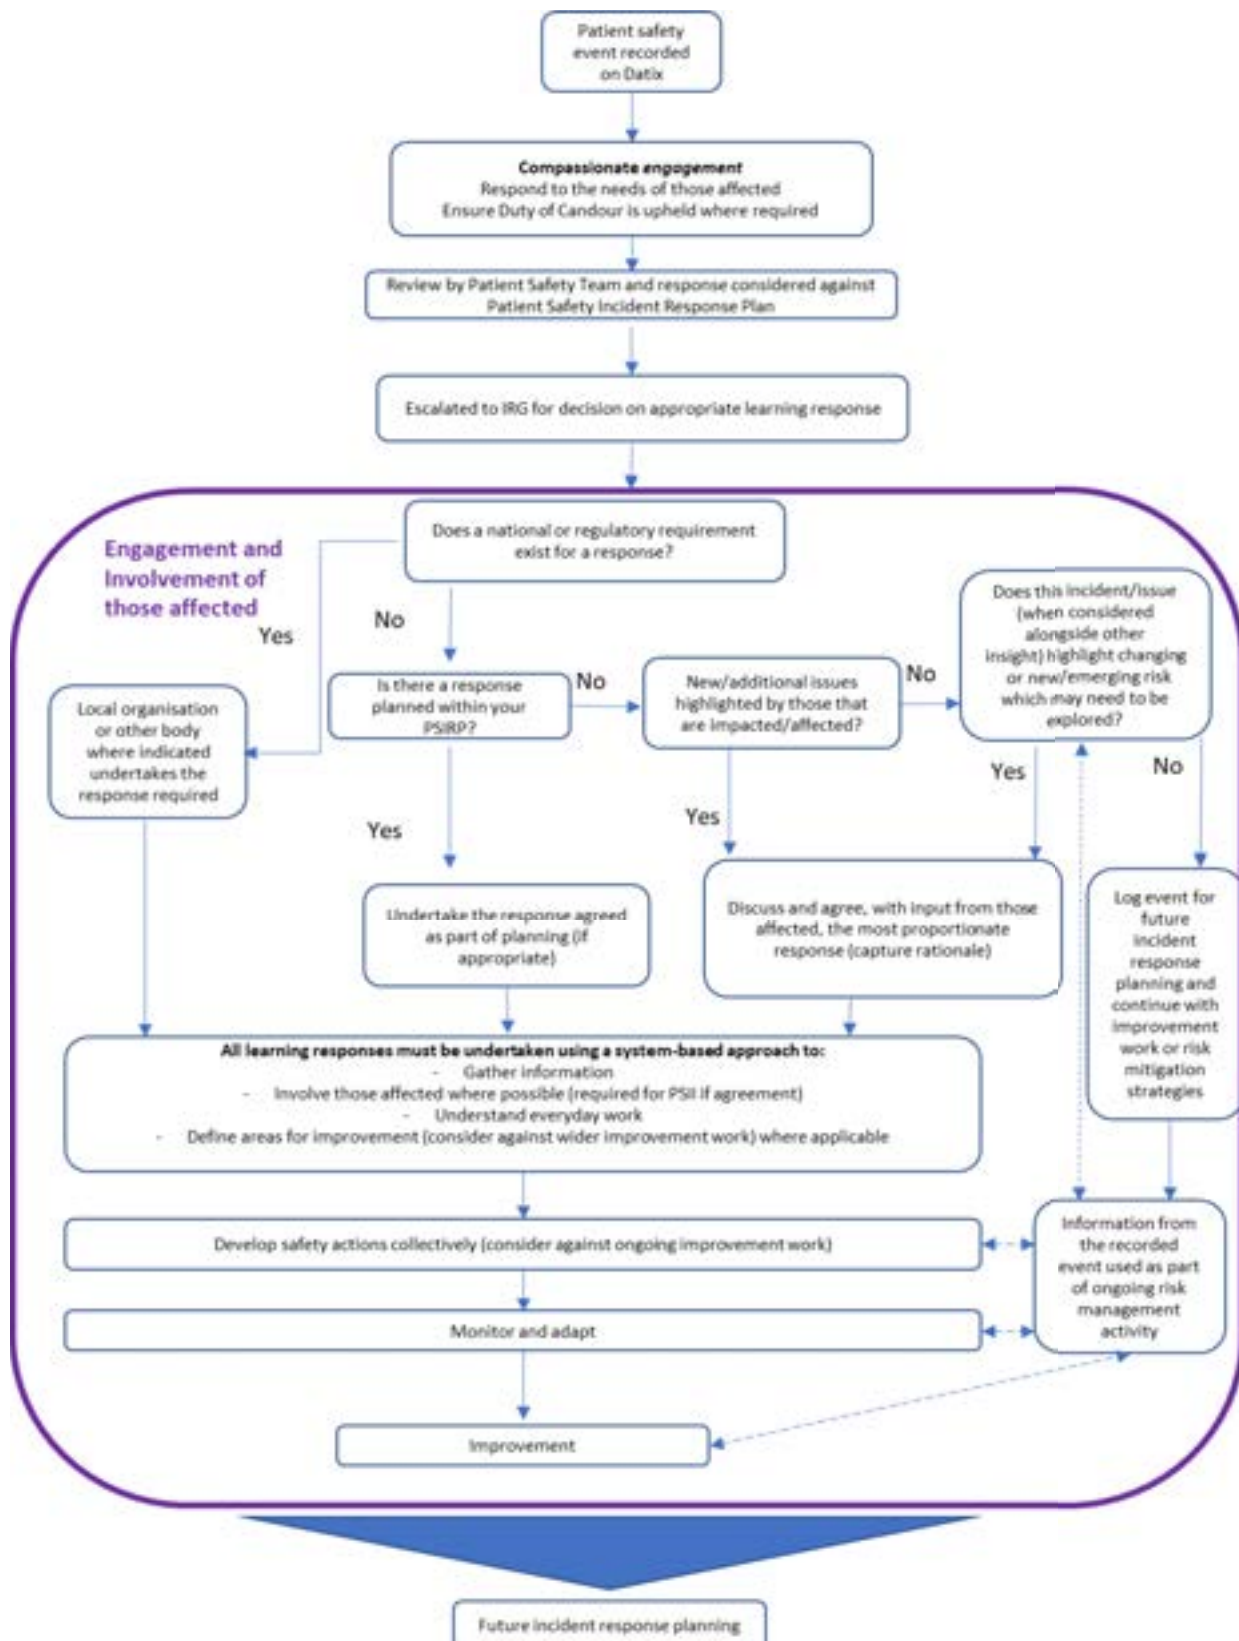 Patient safety
event recorded
on Datix
Compassionate engagement
Respond to the needs of those affected
Ensure Duty of Candour is upheld where required
Review by Patient Safety Team and response considered against
Patient Safety Incident Response Plan
Escalated to IRG for decision on appropriate learning response
Does a national or regulatory requirement
exist for a response?
Engagement and
Involvement of
those affected
Yes
No
Local organisation
or other body
where indicated
undertakes the
response required
Is there a response
planned within your
PSIRP?
No
New/additional issues
highlighted by those that
are impacted/affected?
No
Does this incident/issue
(when considered
alongside other
insight) highlight changing
or new/emerging risk
which may need to be
explored?
Yes
Yes
Yes
No
Undertake the response agreed
as part of planning (if
appropriate)
Discuss and agree, with input from those
affected, the most proportionate
response (capture rationale)
Log event for
future
incident
response
planning and
continue with
improvement
work or risk
mitigation
strategies
All learning responses must be undertaken using a system-based approach to:
- Gather information
- Involve those affected where possible (required for PSII if agreement)
- Understand everyday work
- Define areas for improvement (consider against wider improvement work) where applicable
Develop safety actions collectively (consider against ongoing improvement work)
Information from
the recorded
event used as part
of ongoing risk
management
activity
Monitor and adapt
Improvement
Future incident response planning